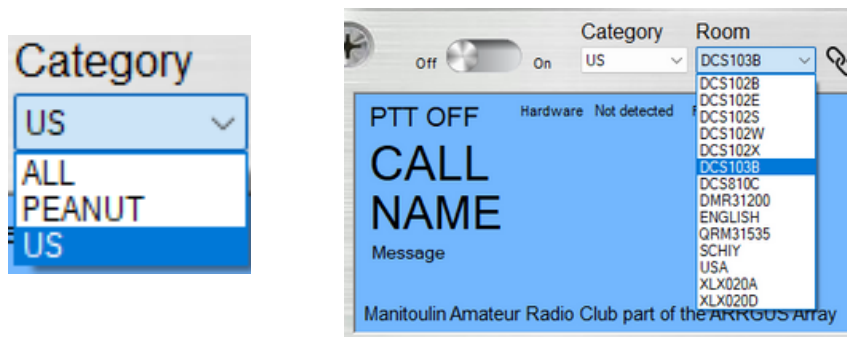 Category
US
ALL
PEANUT
US
Category Room
Off On US DCS103B
PTT OFF Hardware Not detected
CALL
NAME
Message
DCS102B
DCS102E
DCS102S
DCS102W
DCS102X
DCS103B
DCS810C
DMR31200
ENGLISH
QRM31535
SCHIY
USA
XLX020A
XLX020D
Manitoulin Amateur Radio Club part of the ARRGUS Array